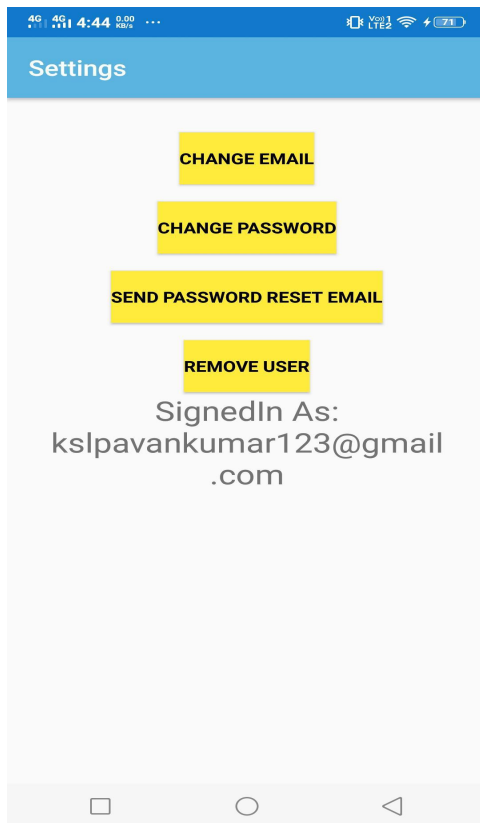 4G 4G 4:44 0.00 KB/s ... Vo))1 LTE2 71
Settings
CHANGE EMAIL
CHANGE PASSWORD
SEND PASSWORD RESET EMAIL
REMOVE USER
SignedIn As:
kslpavankumar123@gmail
.com